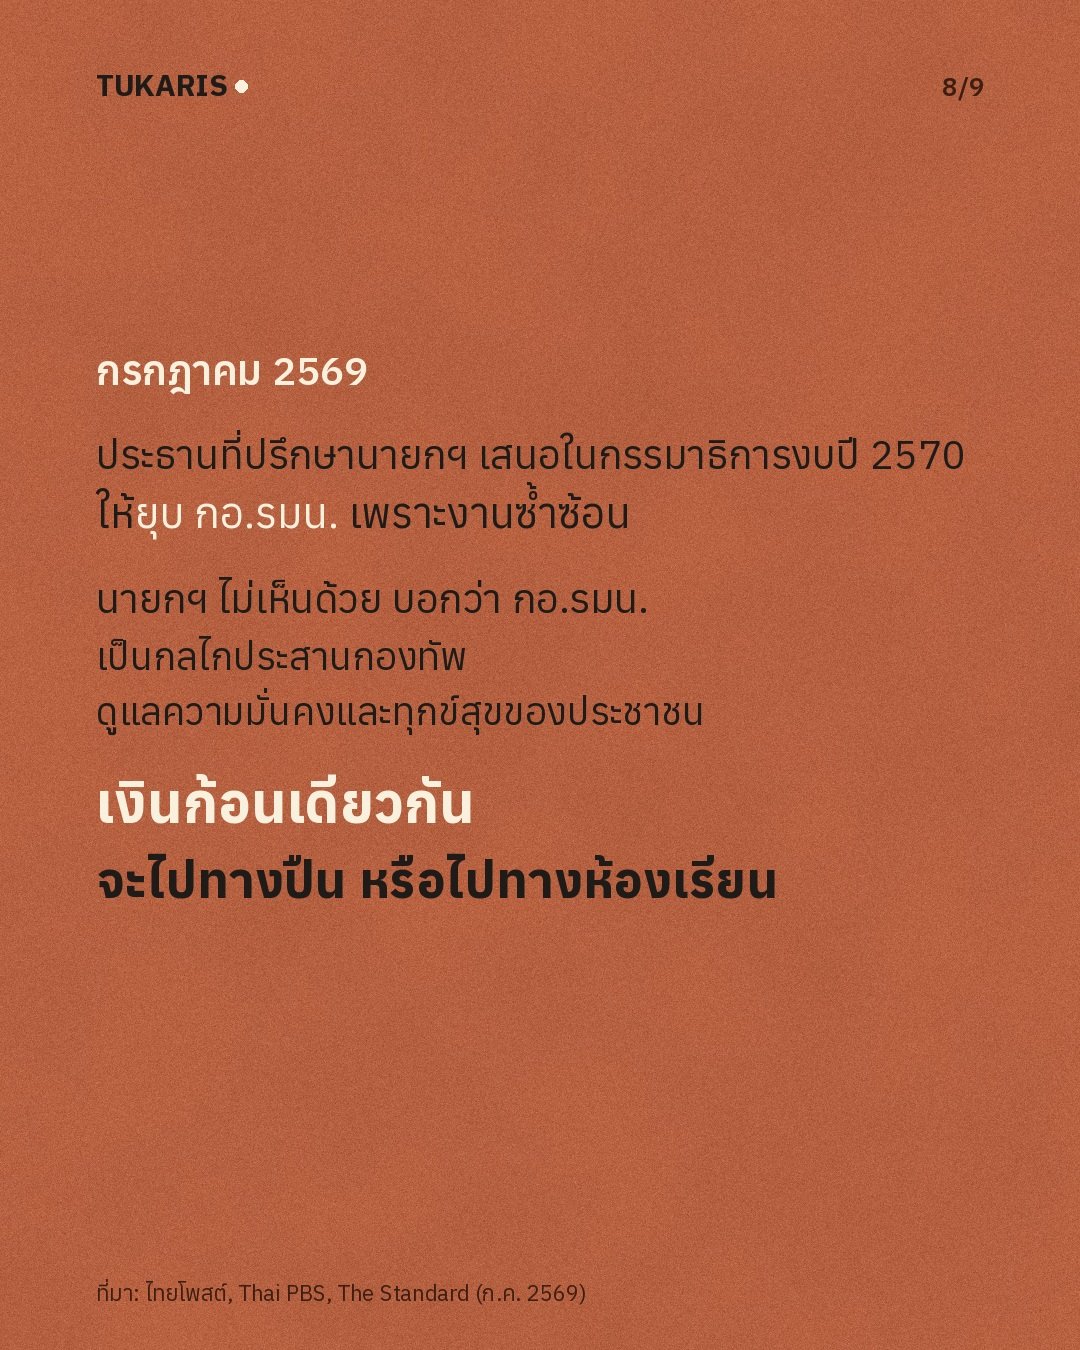 TUKARIS
8/9
กรกฎาคม 2569
ประธานที่ปรึกษานายกฯ เสนอในกรรมาธิการงบปี 2570
ให้ยุบ กอ.รมน. เพราะงานซ้ำซ้อน
นายกฯ ไม่เห็นด้วย บอกว่า กอ.รมน.
เป็นกลไกประสานกองทัพ
ดูแลความมั่นคงและทุกข์สุขของประชาชน
เงินก้อนเดียวกัน
จะไปทางปืน หรือไปทางห้องเรียน
ที่มา: ไทยโพสต์, Thai PBS, The Standard (ก.ค. 2569)